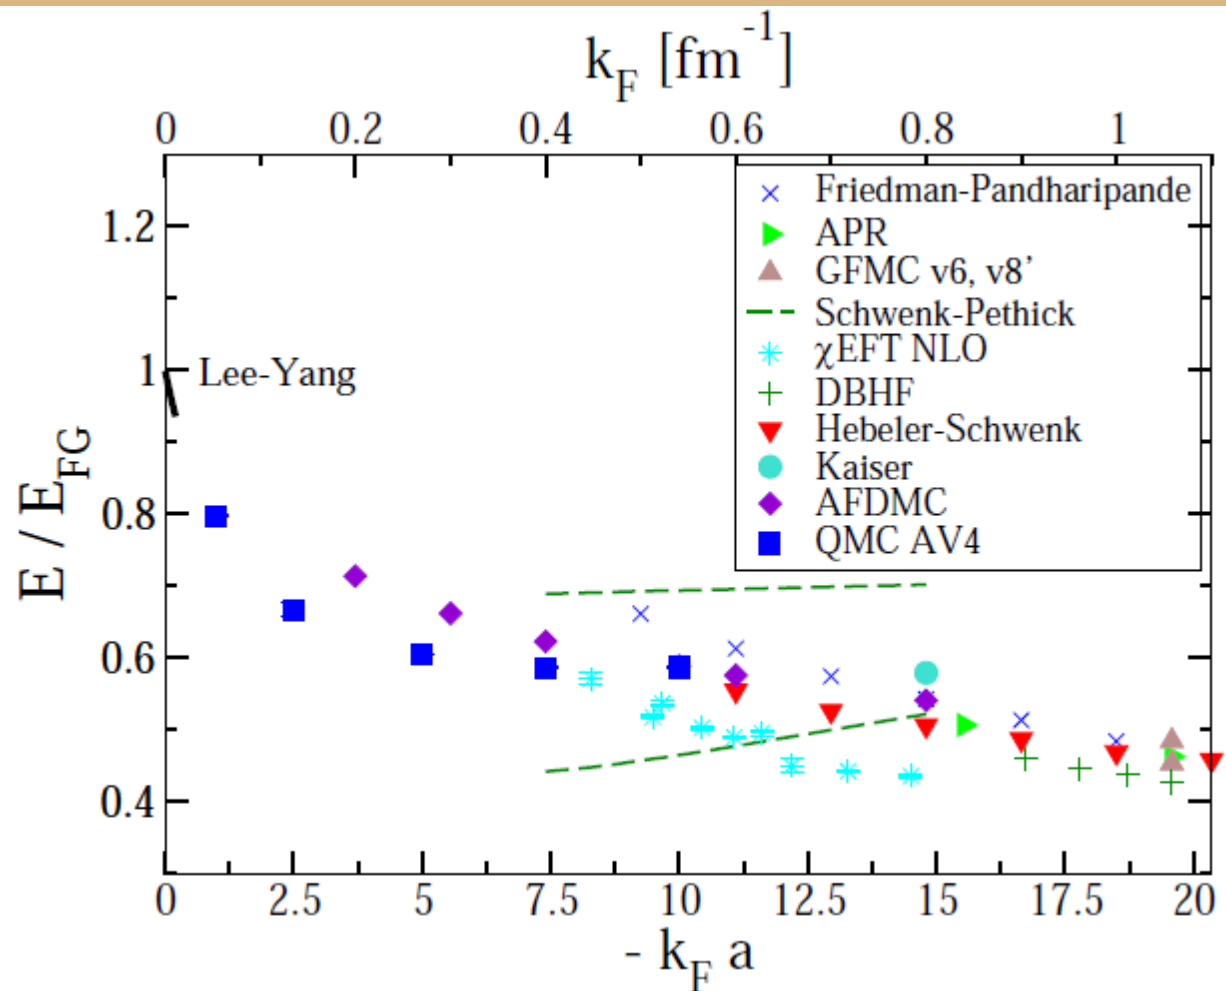 k_F [fm^-1]
0 0.2 0.4 0.6 0.8 1
Friedman-Pandharipande
APR
GFMC v6, v8’
Schwenk-Pethick
χEFT NLO
DBHF
Hebeler-Schwenk
Kaiser
AFDMC
QMC AV4
1.2
1
0.8
0.6
0.4
Lee-Yang
E / E_FG
0 2.5 5 7.5 10 12.5 15 17.5 20
- k_F a